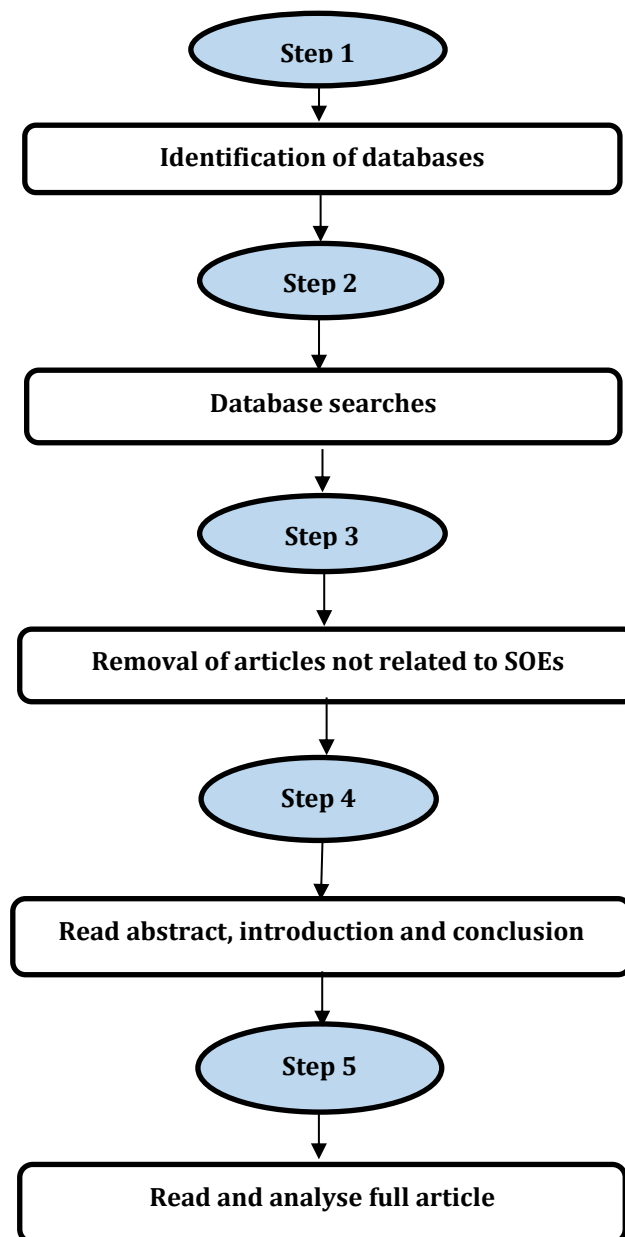 Step 1
Identification of databases
Step 2
Database searches
Step 3
Removal of articles not related to SOEs
Step 4
Read abstract, introduction and conclusion
Step 5
Read and analyse full article